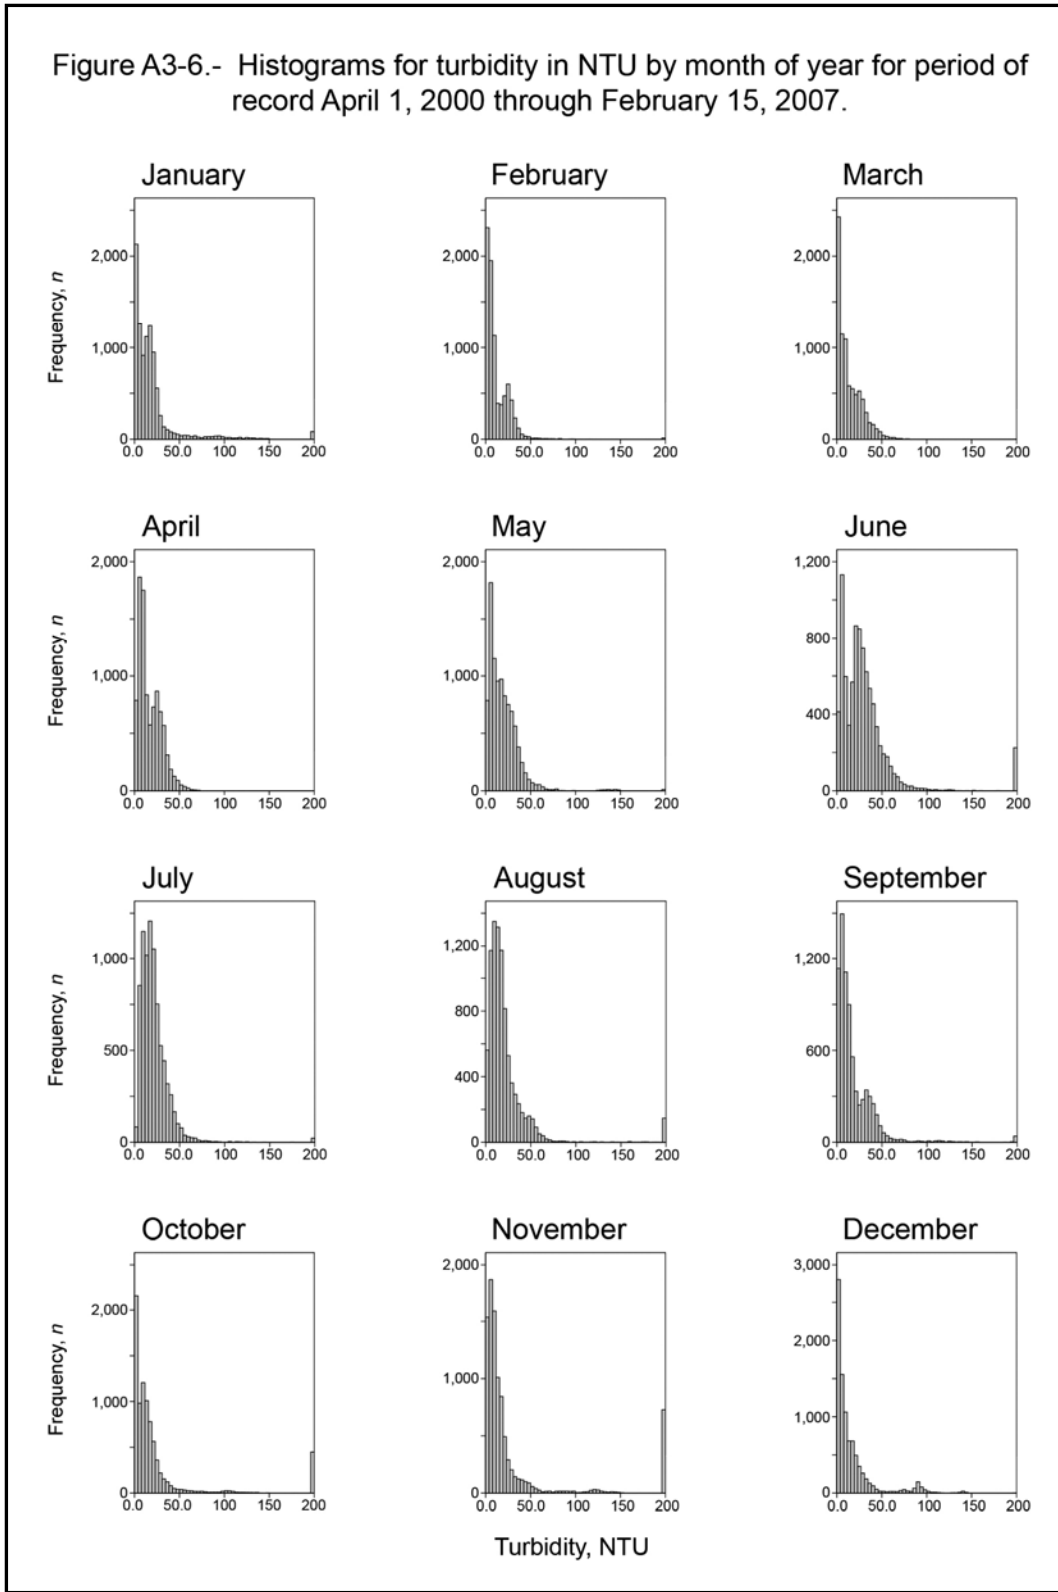 Figure A3-6.-  Histograms for turbidity in NTU by month of year for period of
record April 1, 2000 through February 15, 2007.
January
Frequency, n
2,000
1,000
0
0.0 50.0 100 150 200
February
2,000
1,000
0
0.0 50.0 100 150 200
March
2,000
1,000
0
0.0 50.0 100 150 200
April
Frequency, n
2,000
1,000
0
0.0 50.0 100 150 200
May
2,000
1,000
0
0.0 50.0 100 150 200
June
1,200
800
400
0
0.0 50.0 100 150 200
July
Frequency, n
1,000
500
0
0.0 50.0 100 150 200
August
1,200
800
400
0
0.0 50.0 100 150 200
September
1,200
600
0
0.0 50.0 100 150 200
October
Frequency, n
2,000
1,000
0
0.0 50.0 100 150 200
November
2,000
1,000
0
0.0 50.0 100 150 200
December
3,000
2,000
1,000
0
0.0 50.0 100 150 200
Turbidity, NTU